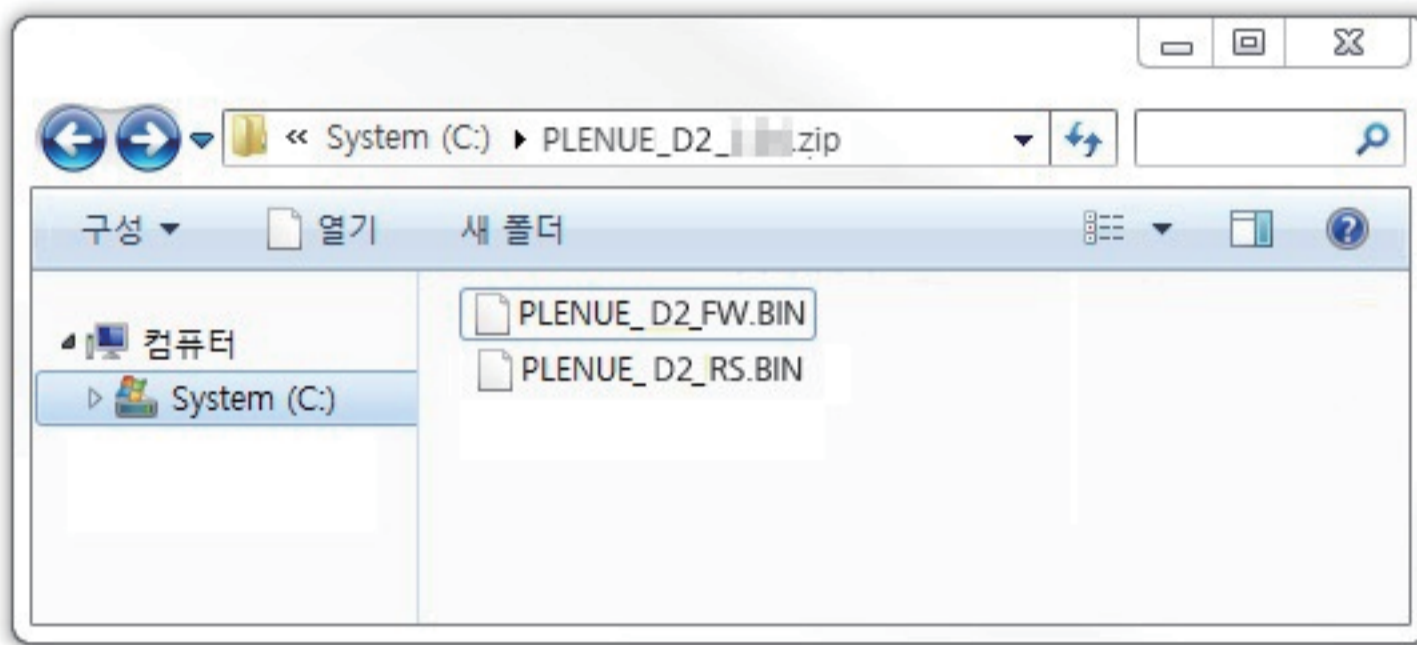 « System (C:) ▸ PLENUE_D2_ .zip
구성 열기 새 폴더
컴퓨터
System (C:)
PLENUE_ D2_FW.BIN
PLENUE_ D2_RS.BIN